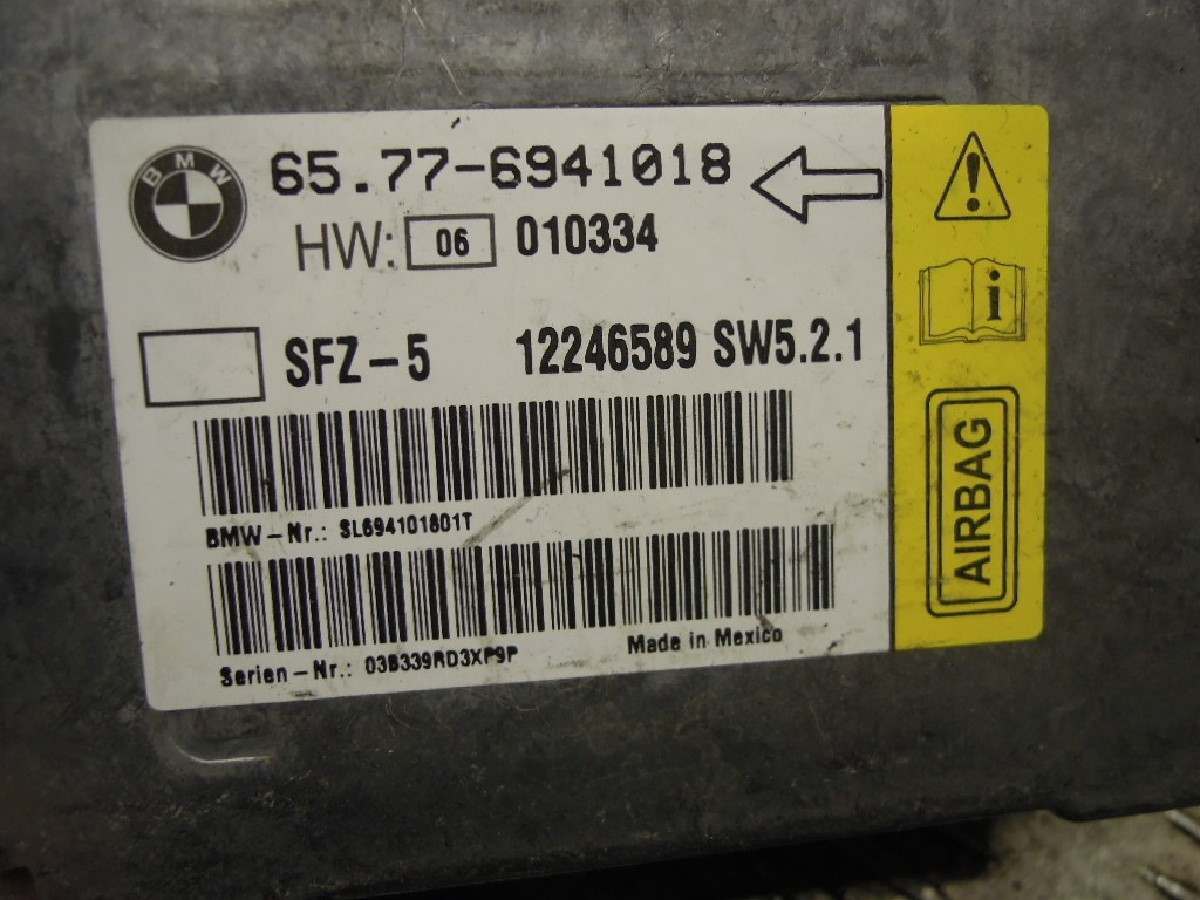 BMW
65.77-6941018
HW: 06 010334
SFZ-5 12246589 SW5.2.1
BMW-Nr.: SL694101801T
Serien-Nr.: 03B339RD3XP9P
Made in Mexico
i
AIRBAG